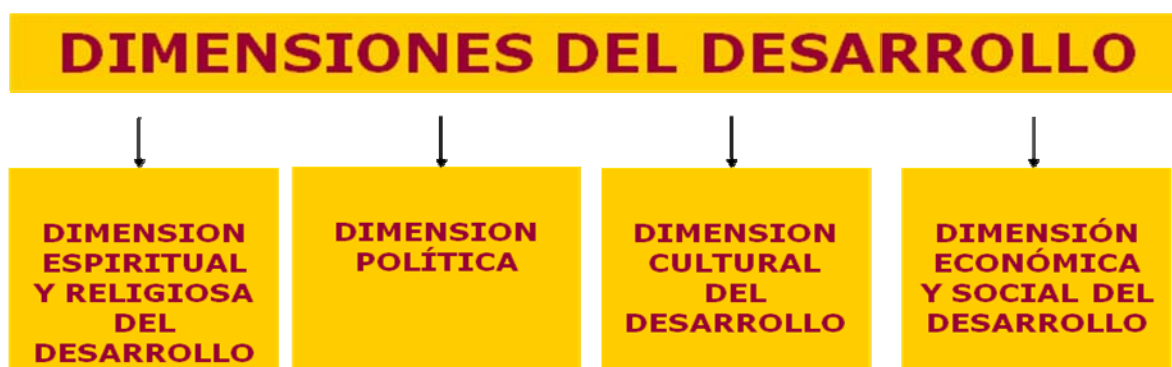 DIMENSIONES DEL DESARROLLO
DIMENSION
ESPIRITUAL
Y RELIGIOSA
DEL
DESARROLLO
DIMENSION
POLÍTICA
DIMENSION
CULTURAL
DEL
DESARROLLO
DIMENSIÓN
ECONÓMICA
Y SOCIAL DEL
DESARROLLO